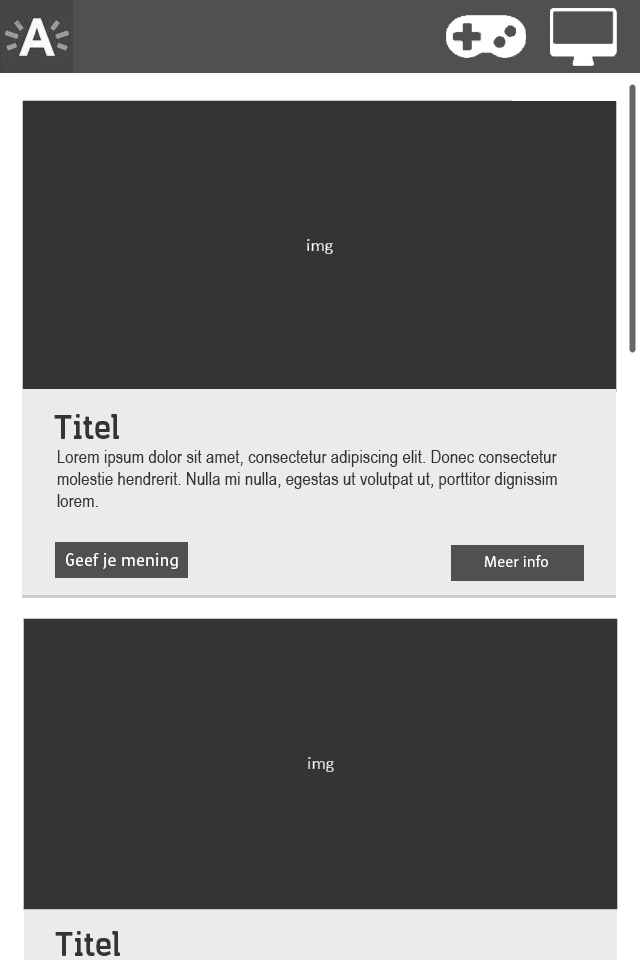 A
img
Titel
Lorem ipsum dolor sit amet, consectetur adipiscing elit. Donec consectetur
molestie hendrerit. Nulla mi nulla, egestas ut volutpat ut, porttitor dignissim
lorem.
Geef je mening
Meer info
img
Titel